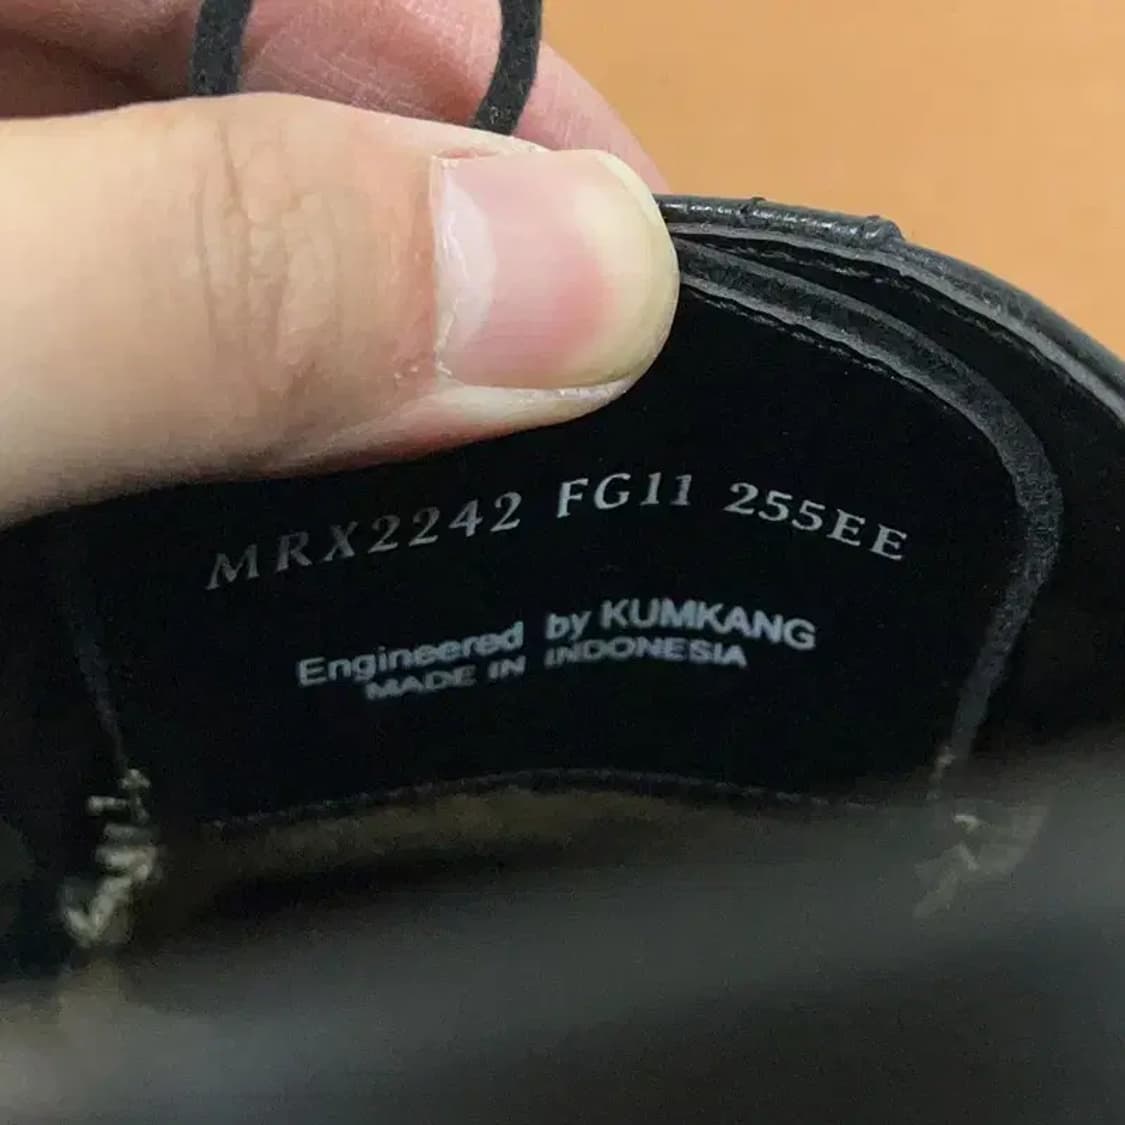 MRX2242 FG11 255EE
Engineered by KUMKANG
MADE IN INDONESIA